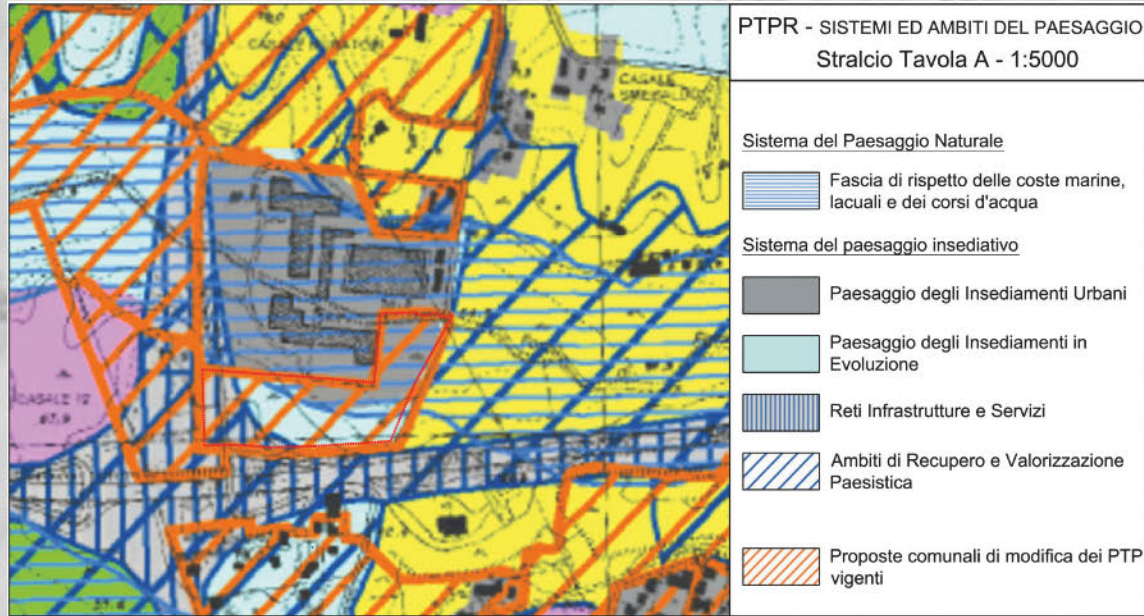 PTPR - SISTEMI ED AMBITI DEL PAESAGGIO
Stralcio Tavola A - 1:5000
Sistema del Paesaggio Naturale
Fascia di rispetto delle coste marine,
lacuali e dei corsi d'acqua
Sistema del paesaggio insediativo
Paesaggio degli Insediamenti Urbani
Paesaggio degli Insediamenti in
Evoluzione
Reti Infrastrutture e Servizi
Ambiti di Recupero e Valorizzazione
Paesistica
Proposte comunali di modifica dei PTP
vigenti
CASALE
CASALE
CASALE 12